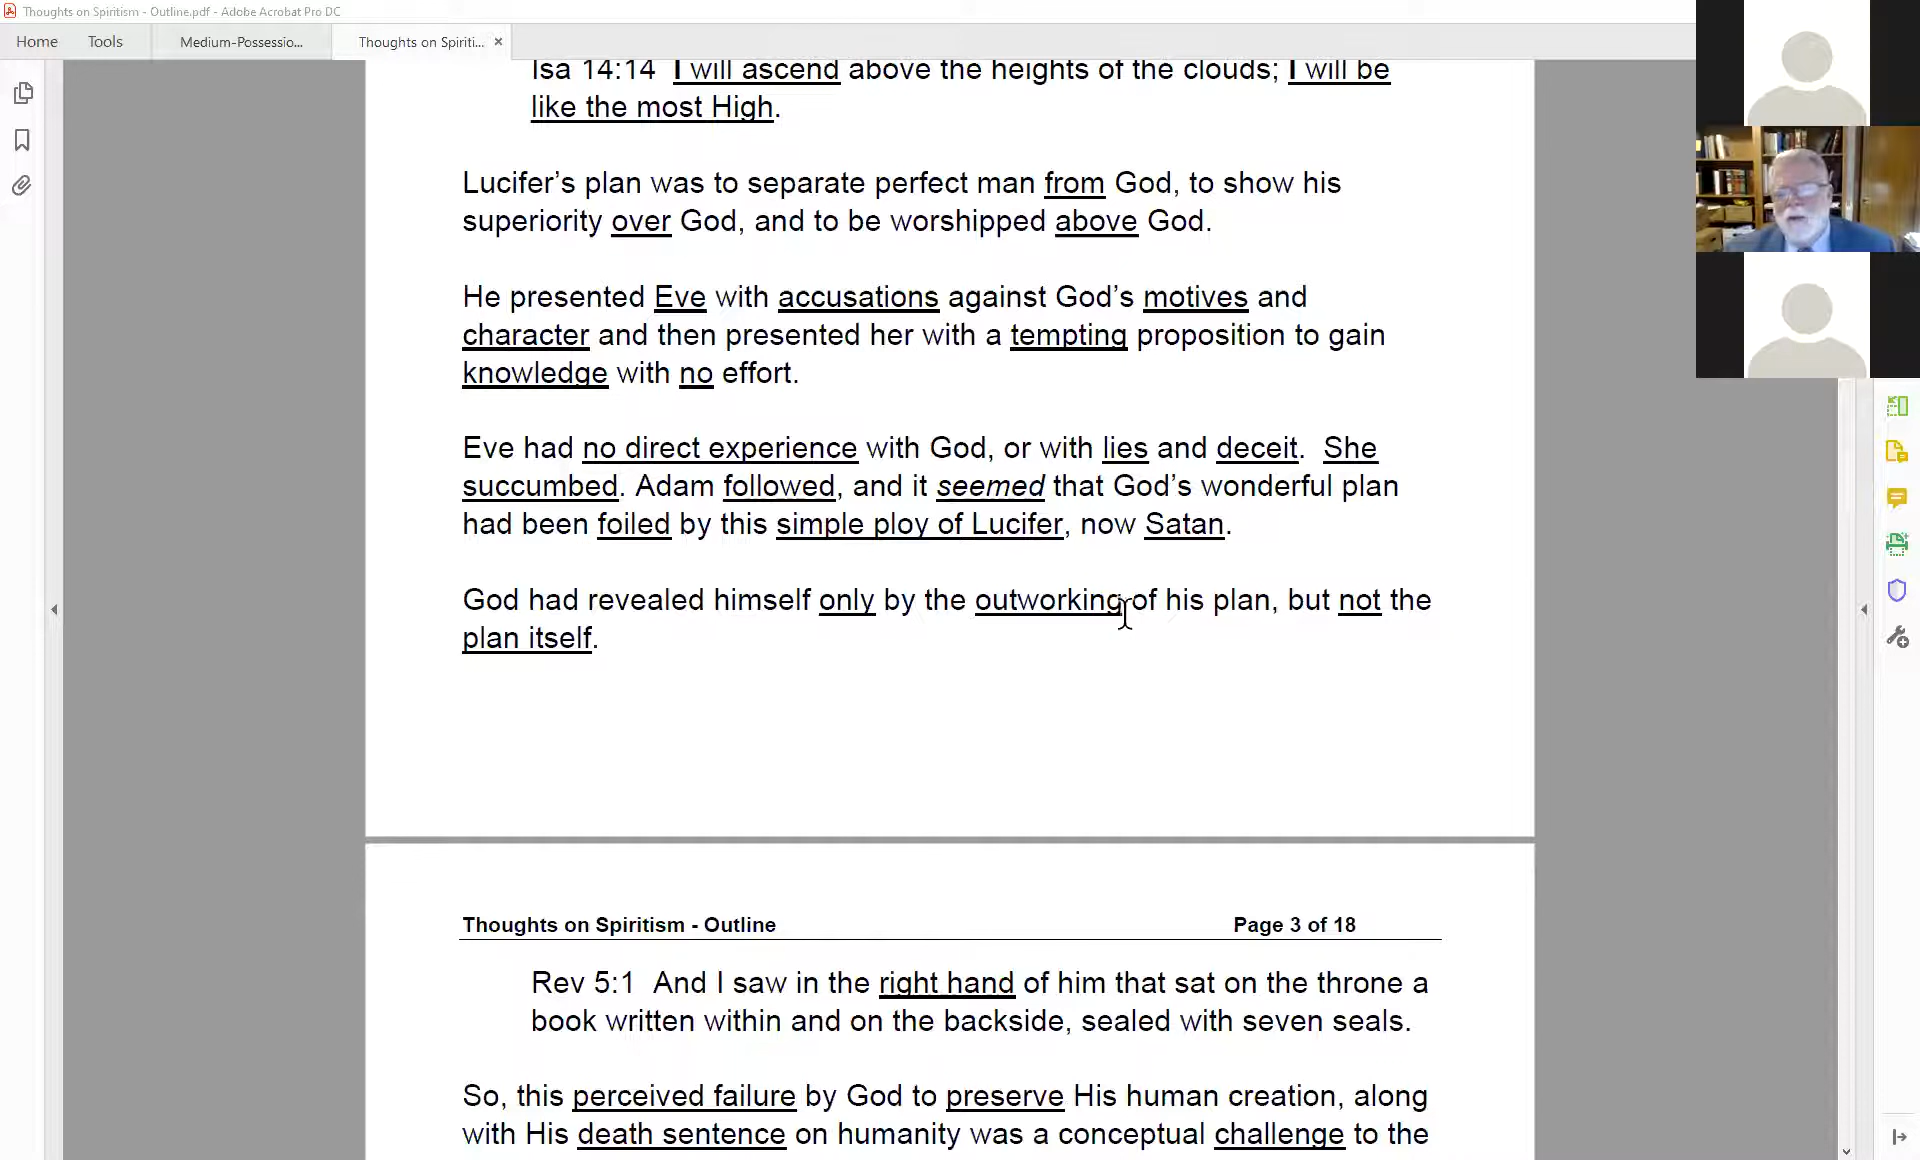 Thoughts on Spiritism - Outline.pdf - Adobe Acrobat Pro DC
Home Tools Medium-Possessio... Thoughts on Spiriti... ×
Isa 14:14 I will ascend above the heights of the clouds; I will be
like the most High.
Lucifer’s plan was to separate perfect man from God, to show his
superiority over God, and to be worshipped above God.
He presented Eve with accusations against God’s motives and
character and then presented her with a tempting proposition to gain
knowledge with no effort.
Eve had no direct experience with God, or with lies and deceit. She
succumbed. Adam followed, and it seemed that God’s wonderful plan
had been foiled by this simple ploy of Lucifer, now Satan.
God had revealed himself only by the outworking of his plan, but not the
plan itself.
Thoughts on Spiritism - Outline Page 3 of 18
Rev 5:1 And I saw in the right hand of him that sat on the throne a
book written within and on the backside, sealed with seven seals.
So, this perceived failure by God to preserve His human creation, along
with His death sentence on humanity was a conceptual challenge to the